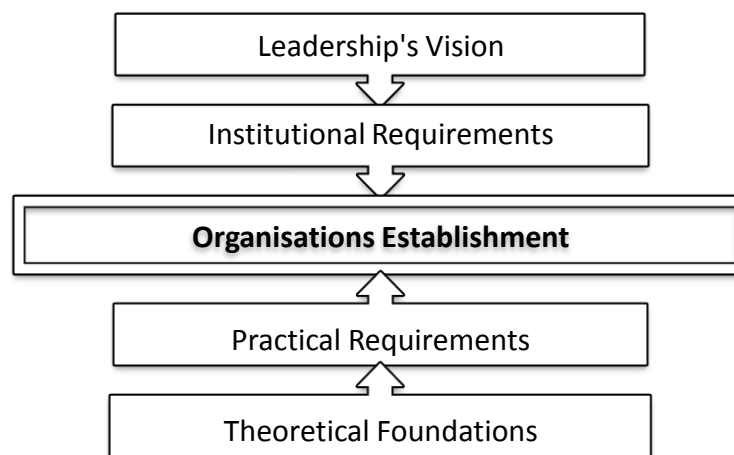 Leadership's Vision
Institutional Requirements
Organisations Establishment
Practical Requirements
Theoretical Foundations